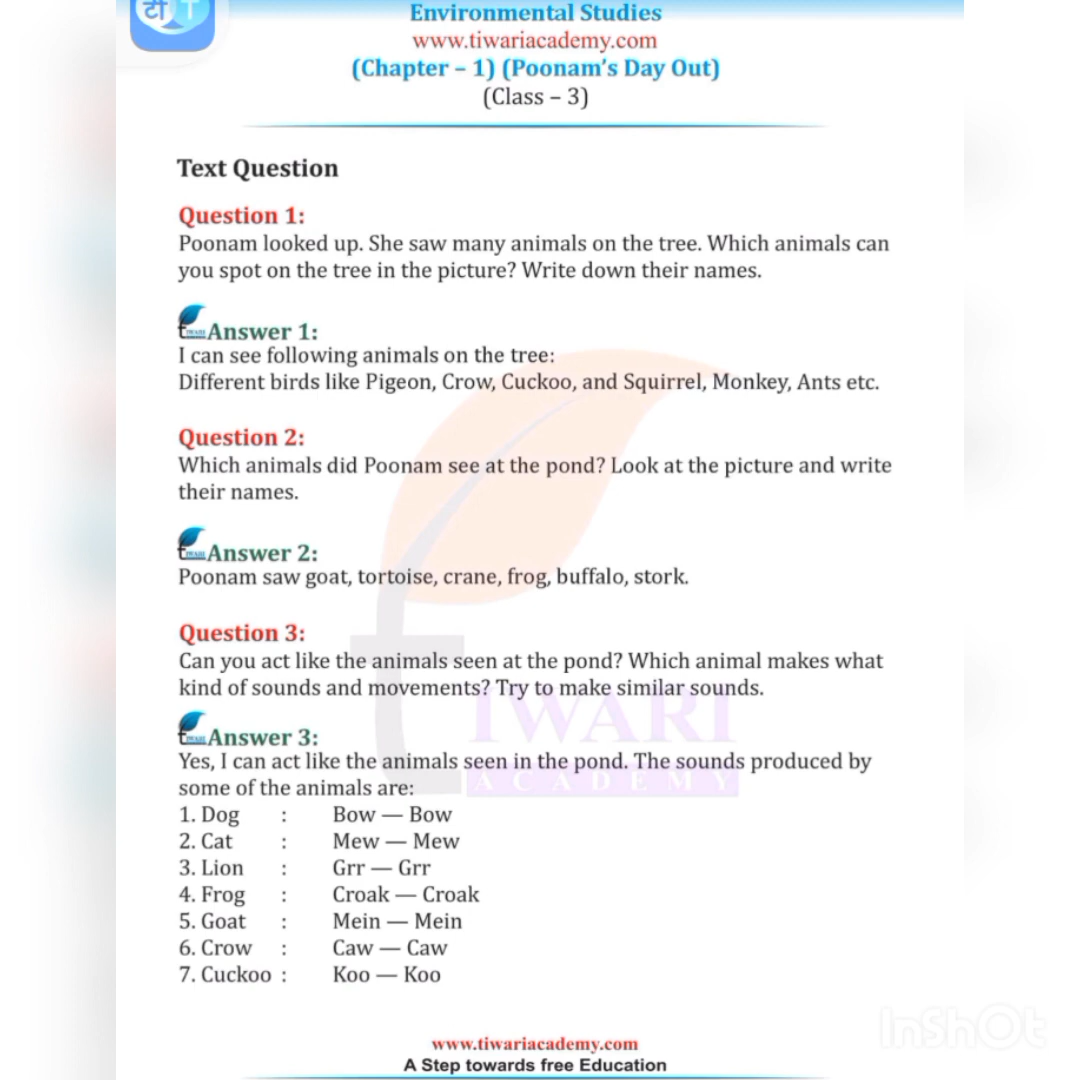 टी T
Environmental Studies
www.tiwariacademy.com
(Chapter – 1) (Poonam's Day Out)
(Class – 3)
Text Question
Question 1:
Poonam looked up. She saw many animals on the tree. Which animals can
you spot on the tree in the picture? Write down their names.
Answer 1:
I can see following animals on the tree:
Different birds like Pigeon, Crow, Cuckoo, and Squirrel, Monkey, Ants etc.
Question 2:
Which animals did Poonam see at the pond? Look at the picture and write
their names.
Answer 2:
Poonam saw goat, tortoise, crane, frog, buffalo, stork.
Question 3:
Can you act like the animals seen at the pond? Which animal makes what
kind of sounds and movements? Try to make similar sounds.
TIWARI
ACADEMY
Answer 3:
Yes, I can act like the animals seen in the pond. The sounds produced by
some of the animals are:
1. Dog : Bow — Bow
2. Cat : Mew — Mew
3. Lion : Grr — Grr
4. Frog : Croak — Croak
5. Goat : Mein — Mein
6. Crow : Caw — Caw
7. Cuckoo : Koo — Koo
www.tiwariacademy.com
A Step towards free Education
InShOt